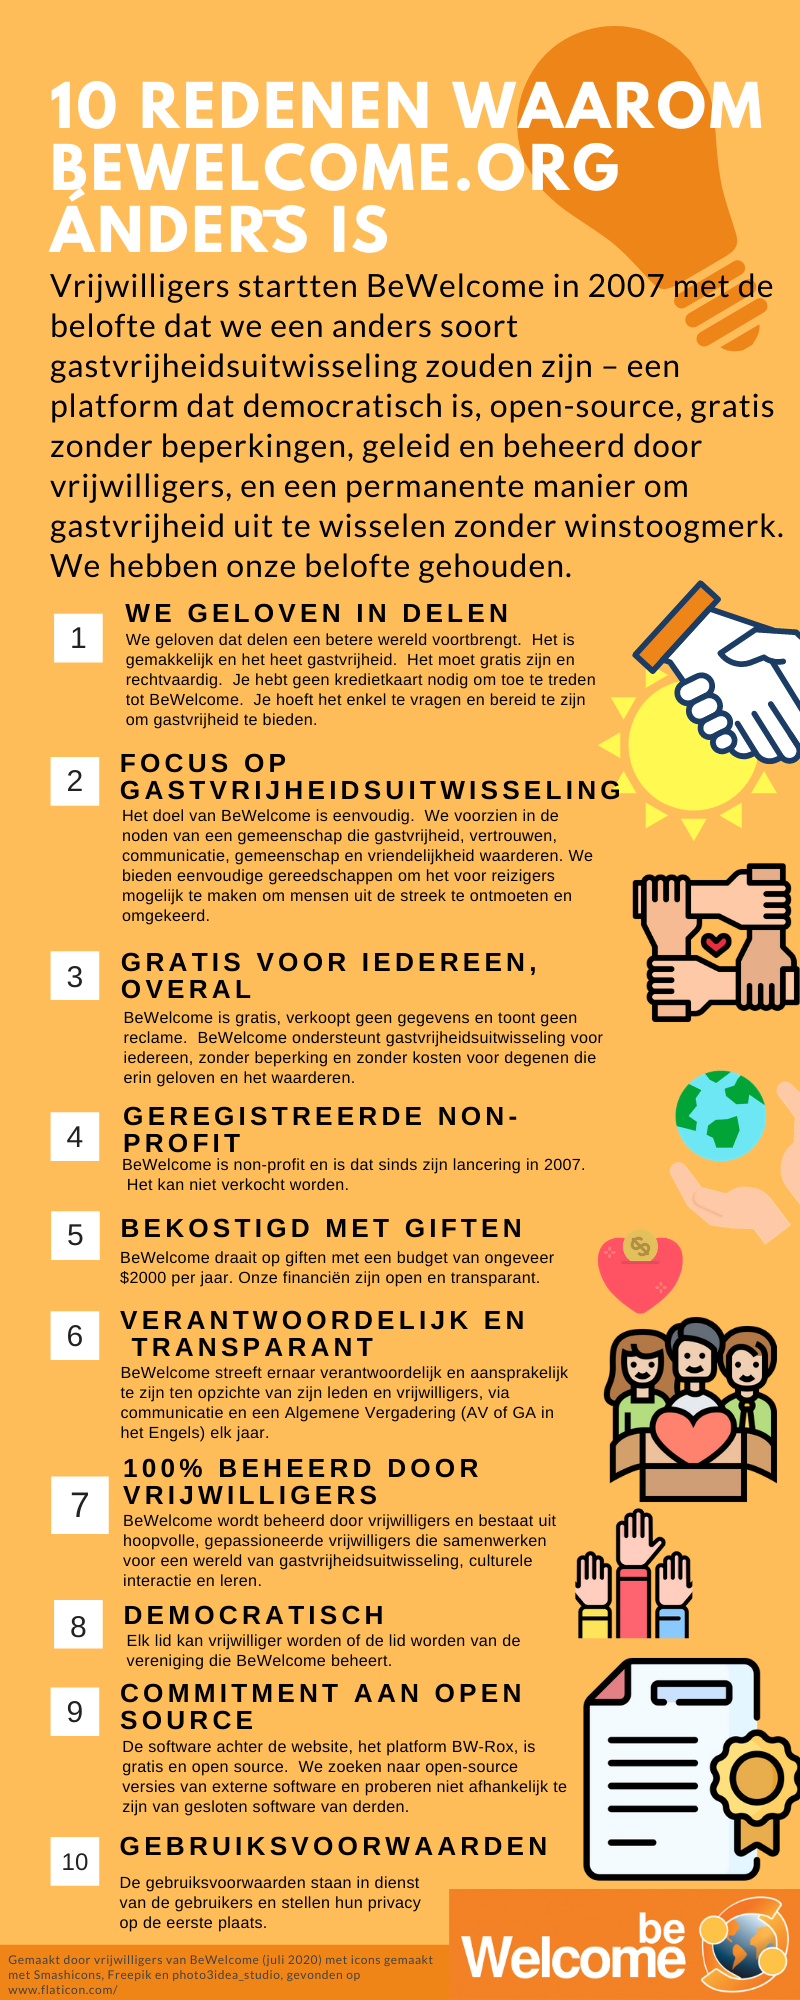 10 REDENEN WAAROM
BEWELCOME.ORG
ÁNDERS IS
Vrijwilligers startten BeWelcome in 2007 met de
belofte dat we een anders soort
gastvrijheidsuitwisseling zouden zijn – een
platform dat democratisch is, open-source, gratis
zonder beperkingen, geleid en beheerd door
vrijwilligers, en een permanente manier om
gastvrijheid uit te wisselen zonder winstoogmerk.
We hebben onze belofte gehouden.
1
WE GELOVEN IN DELEN
We geloven dat delen een betere wereld voortbrengt. Het is
gemakkelijk en het heet gastvrijheid. Het moet gratis zijn en
rechtvaardig. Je hebt geen kredietkaart nodig om toe te treden
tot BeWelcome. Je hoeft het enkel te vragen en bereid te zijn
om gastvrijheid te bieden.
2
FOCUS OP
GASTVRIJHEIDSUITWISSELING
Het doel van BeWelcome is eenvoudig. We voorzien in de
noden van een gemeenschap die gastvrijheid, vertrouwen,
communicatie, gemeenschap en vriendelijkheid waarderen. We
bieden eenvoudige gereedschappen om het voor reizigers
mogelijk te maken om mensen uit de streek te ontmoeten en
omgekeerd.
3
GRATIS VOOR IEDEREEN,
OVERAL
BeWelcome is gratis, verkoopt geen gegevens en toont geen
reclame. BeWelcome ondersteunt gastvrijheidsuitwisseling voor
iedereen, zonder beperking en zonder kosten voor degenen die
erin geloven en het waarderen.
4
GEREGISTREERDE NON-
PROFIT
BeWelcome is non-profit en is dat sinds zijn lancering in 2007.
Het kan niet verkocht worden.
5
BEKOSTIGD MET GIFTEN
BeWelcome draait op giften met een budget van ongeveer
$2000 per jaar. Onze financiën zijn open en transparant.
6
VERANTWOORDELIJK EN
TRANSPARANT
BeWelcome streeft ernaar verantwoordelijk en aansprakelijk
te zijn ten opzichte van zijn leden en vrijwilligers, via
communicatie en een Algemene Vergadering (AV of GA in
het Engels) elk jaar.
7
100% BEHEERD DOOR
VRIJWILLIGERS
BeWelcome wordt beheerd door vrijwilligers en bestaat uit
hoopvolle, gepassioneerde vrijwilligers die samenwerken
voor een wereld van gastvrijheidsuitwisseling, culturele
interactie en leren.
8
DEMOCRATISCH
Elk lid kan vrijwilliger worden of de lid worden van de
vereniging die BeWelcome beheert.
9
COMMITMENT AAN OPEN
SOURCE
De software achter de website, het platform BW-Rox, is
gratis en open source. We zoeken naar open-source
versies van externe software en proberen niet afhankelijk te
zijn van gesloten software van derden.
10
GEBRUIKSVOORWAARDEN
De gebruiksvoorwaarden staan in dienst
van de gebruikers en stellen hun privacy
op de eerste plaats.
be
Welcome
Gemaakt door vrijwilligers van BeWelcome (juli 2020) met icons gemaakt
met Smashicons, Freepik en photo3idea_studio, gevonden op
www.flaticon.com/